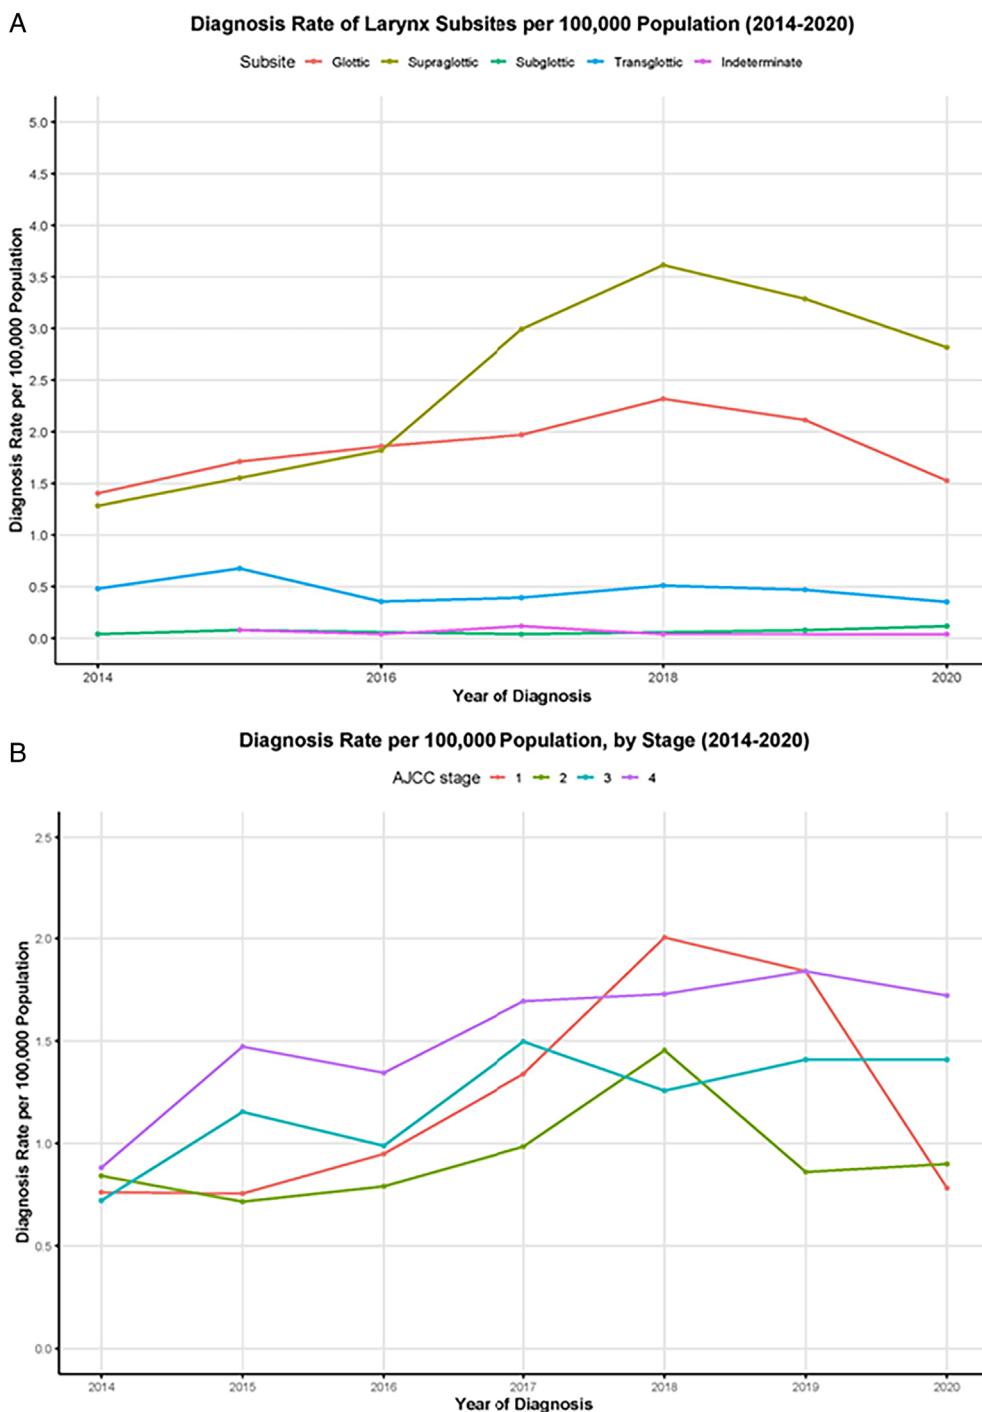 A
Diagnosis Rate of Larynx Subsites per 100,000 Population (2014-2020)
Subsite Glottic Supraglottic Subglottic Transglottic Indeterminate
Diagnosis Rate per 100,000 Population
5.0
4.5
4.0
3.5
3.0
2.5
2.0
1.5
1.0
0.5
0.0
2014 2016 2018 2020
Year of Diagnosis
B
Diagnosis Rate per 100,000 Population, by Stage (2014-2020)
AJCC stage 1 2 3 4
Diagnosis Rate per 100,000 Population
2.5
2.0
1.5
1.0
0.5
0.0
2014 2015 2016 2017 2018 2019 2020
Year of Diagnosis